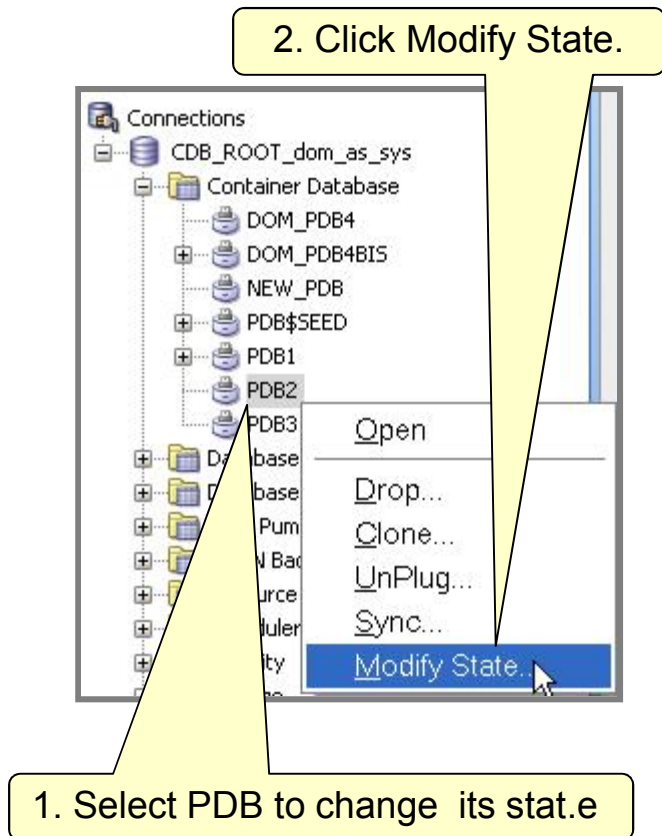 2. Click Modify State.
Connections
CDB_ROOT_dom_as_sys
Container Database
DOM_PDB4
DOM_PDB4BIS
NEW_PDB
PDB$SEED
PDB1
PDB2
PDB3
Open
Drop...
Clone...
UnPlug...
Sync...
Modify State...
1. Select PDB to change its stat.e